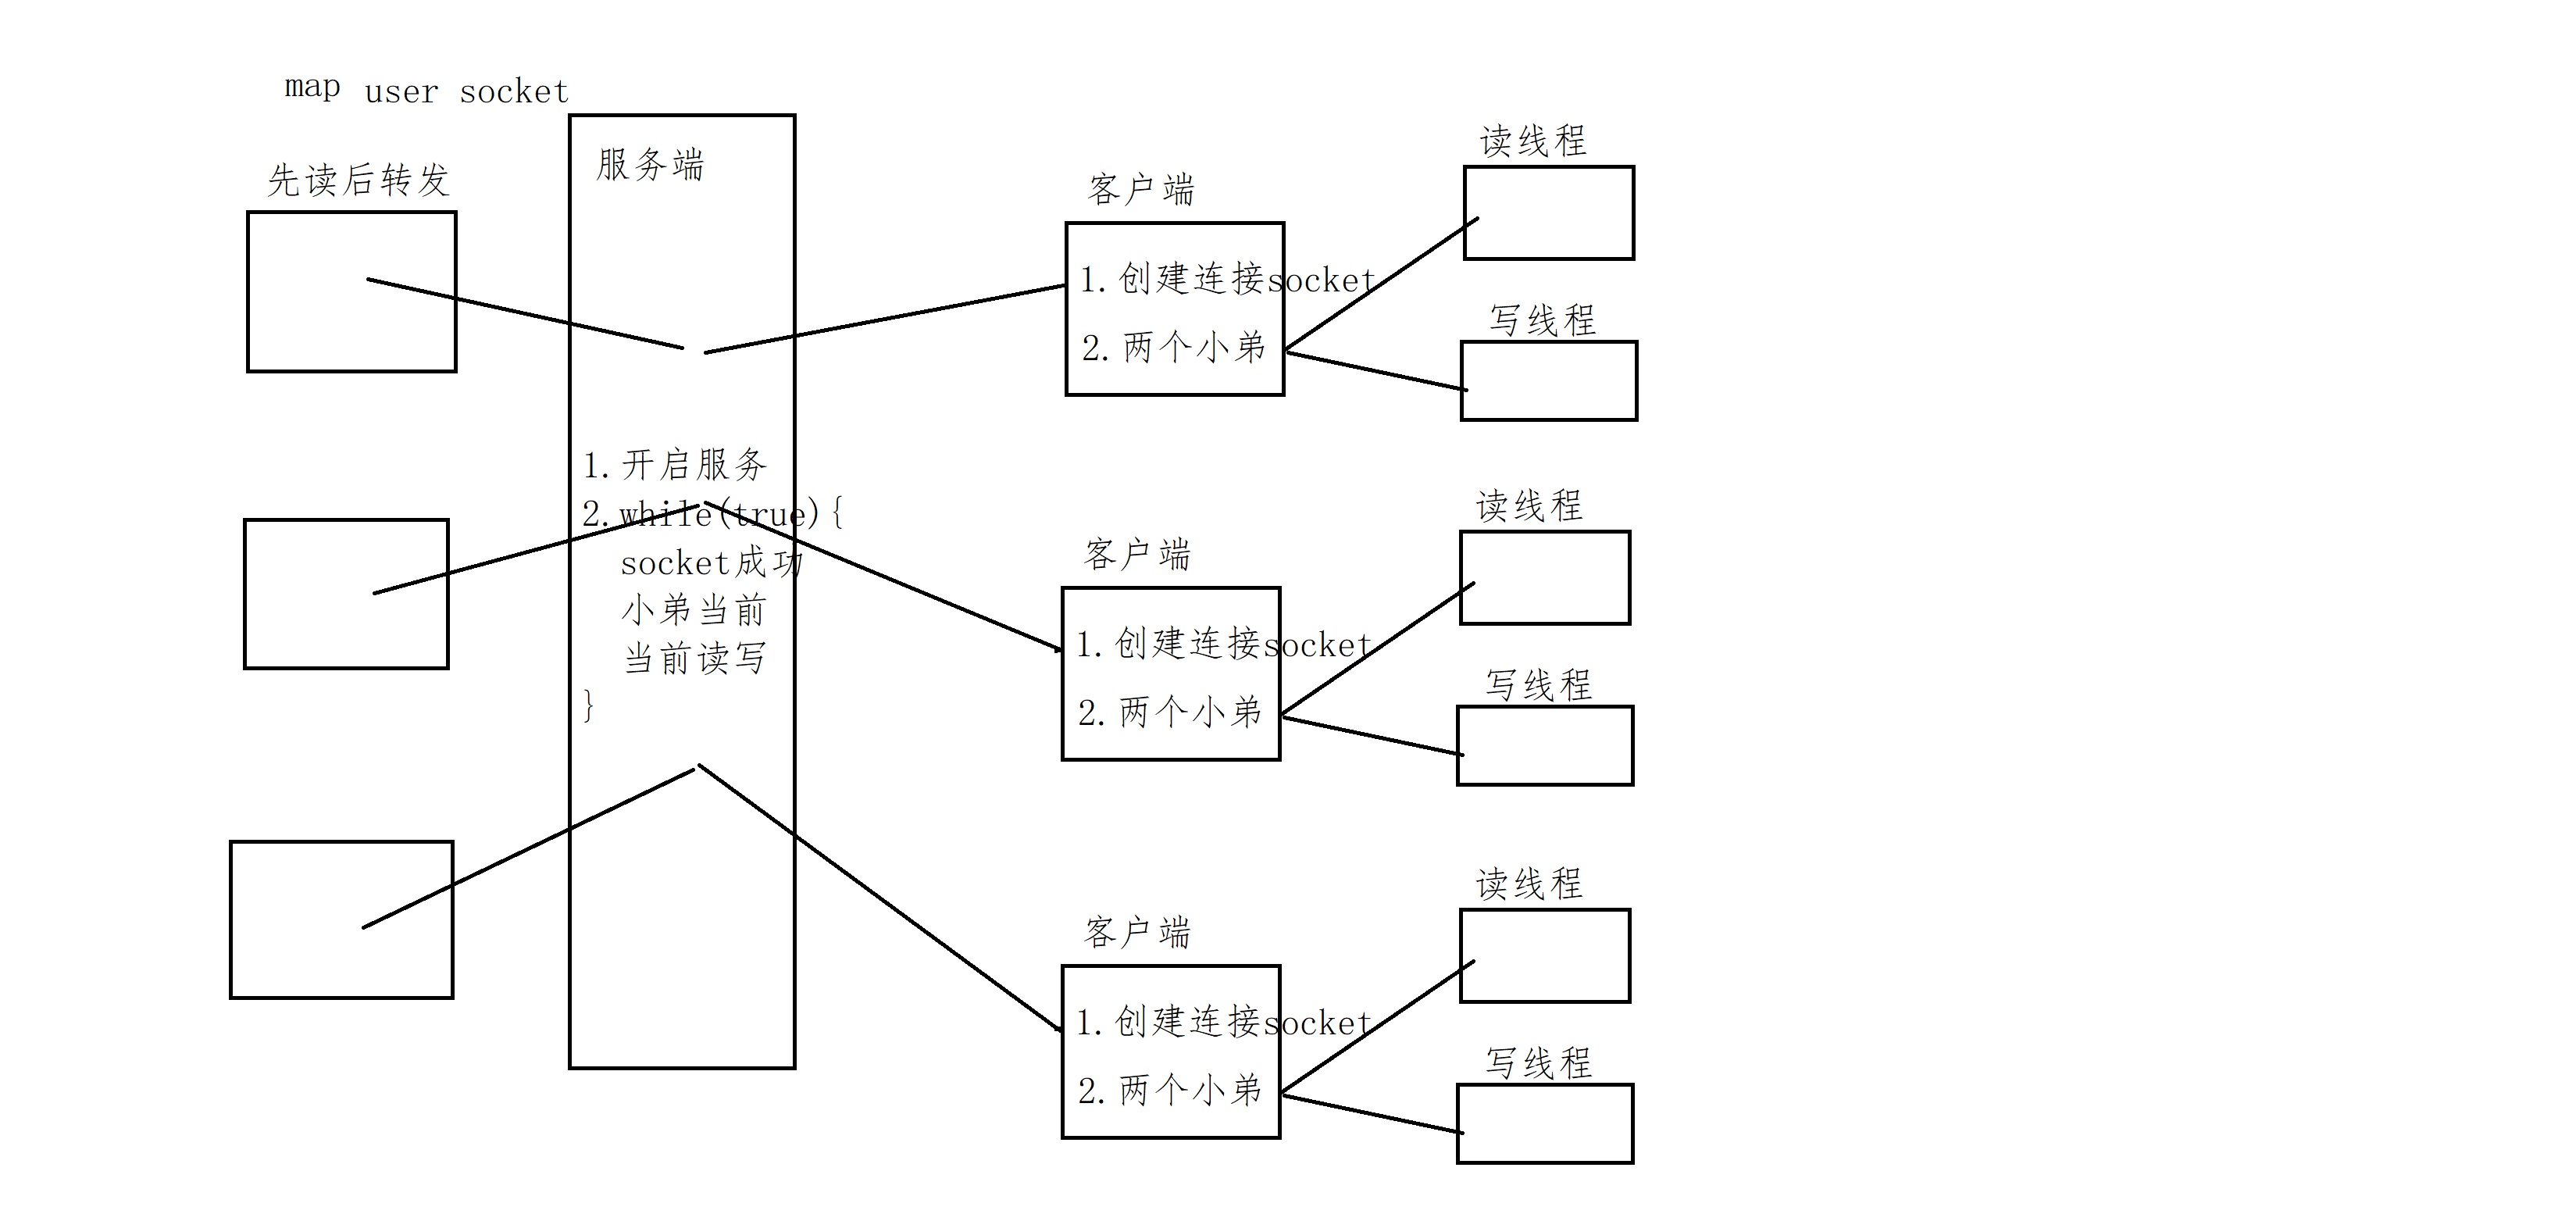 map user socket
先读后转发
服务端
1.开启服务
2.while(true){
socket成功
小弟当前
当前读写
}
客户端
1.创建连接socket
2.两个小弟
读线程
写线程
客户端
1.创建连接socket
2.两个小弟
读线程
写线程
客户端
1.创建连接socket
2.两个小弟
读线程
写线程